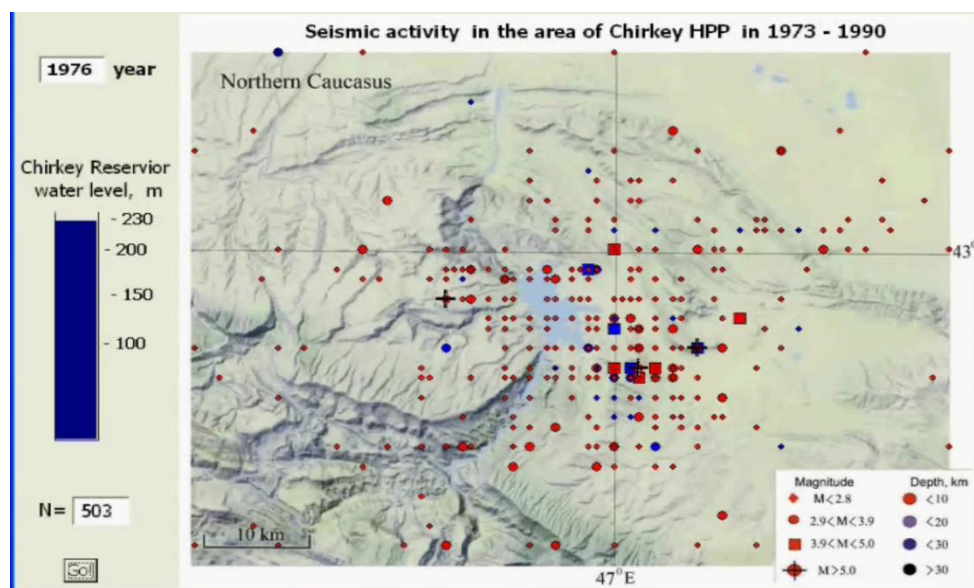 Seismic activity in the area of Chirkey HPP in 1973 - 1990
1976 year
Northern Caucasus
Chirkey Reservior
water level, m
- 230
- 200
- 150
- 100
43°
N= 503
Go!
10 km
47°E
Magnitude Depth, km
M<2.8 <10
2.9<M<3.9 <20
3.9<M<5.0 <30
M>5.0 >30